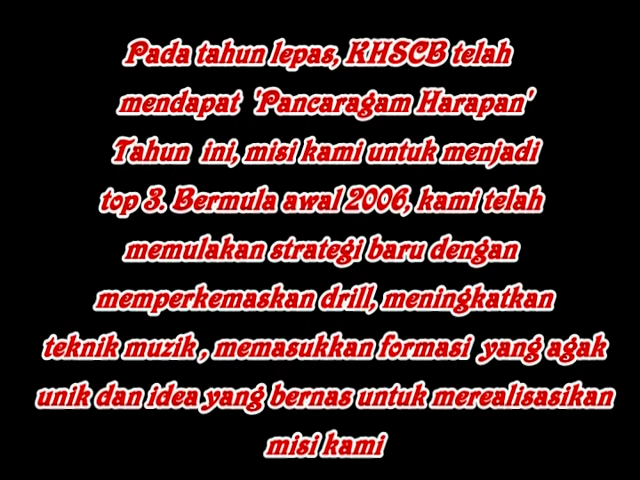 Pada tahun lepas, KHSCB telah
mendapat 'Pancaragam Harapan'
Tahun ini, misi kami untuk menjadi
top 3. Bermula awal 2006, kami telah
memulakan strategi baru dengan
memperkemaskan drill, meningkatkan
teknik muzik , memasukkan formasi yang agak
unik dan idea yang bernas untuk merealisasikan
misi kami